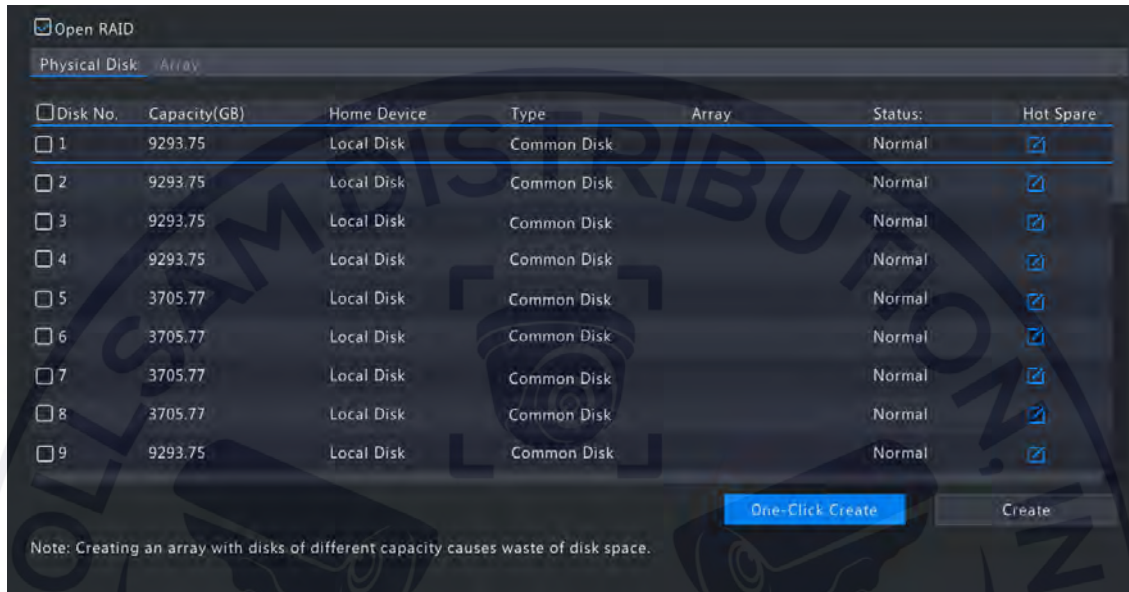 Open RAID
Physical Disk Array
Disk No. Capacity(GB) Home Device Type Array Status: Hot Spare
1 9293.75 Local Disk Common Disk Normal
2 9293.75 Local Disk Common Disk Normal
3 9293.75 Local Disk Common Disk Normal
4 9293.75 Local Disk Common Disk Normal
5 3705.77 Local Disk Common Disk Normal
6 3705.77 Local Disk Common Disk Normal
7 3705.77 Local Disk Common Disk Normal
8 3705.77 Local Disk Common Disk Normal
9 9293.75 Local Disk Common Disk Normal
One-Click Create Create
Note: Creating an array with disks of different capacity causes waste of disk space.
OLSAM DISTRIBUTION, IN